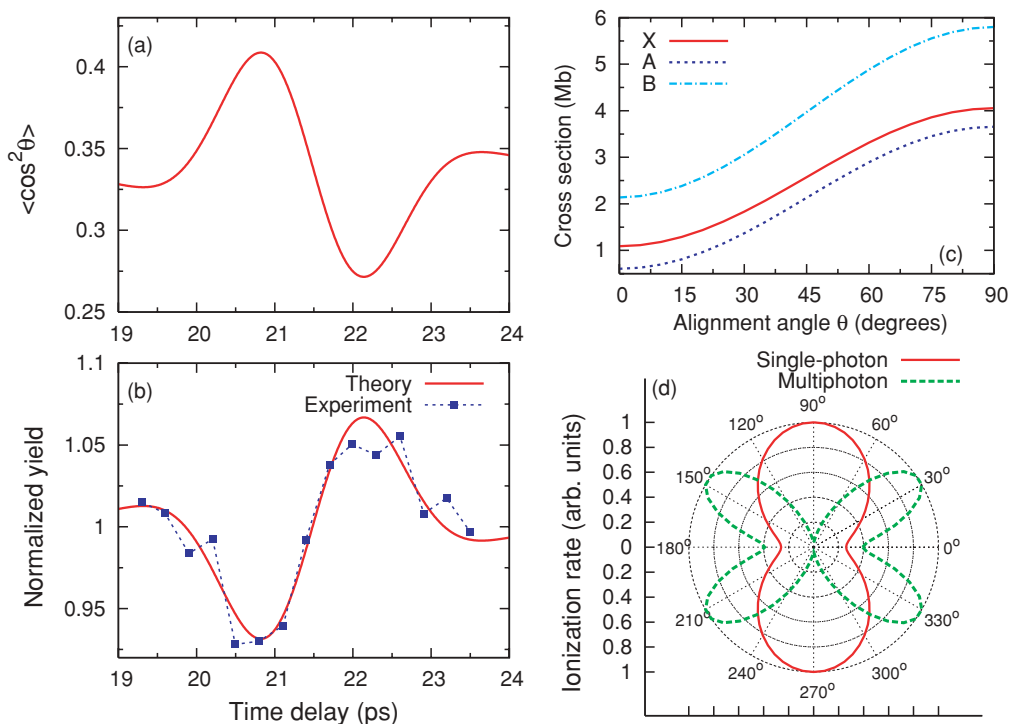 (a)
<cos²θ>
0.4
0.35
0.3
0.25
19 20 21 22 23 24
(b)
Theory
Experiment
Normalized yield
1.1
1.05
1
0.95
19 20 21 22 23 24
Time delay (ps)
X
A
B
Cross section (Mb)
6
5
4
3
2
1
(c)
0 15 30 45 60 75 90
Alignment angle θ (degrees)
Single-photon
Multiphoton
(d)
Ionization rate (arb. units)
1
0.8
0.6
0.4
0.2
0
0.2
0.4
0.6
0.8
1
90°
120° 60°
150° 30°
180° 0°
210° 330°
240° 300°
270°